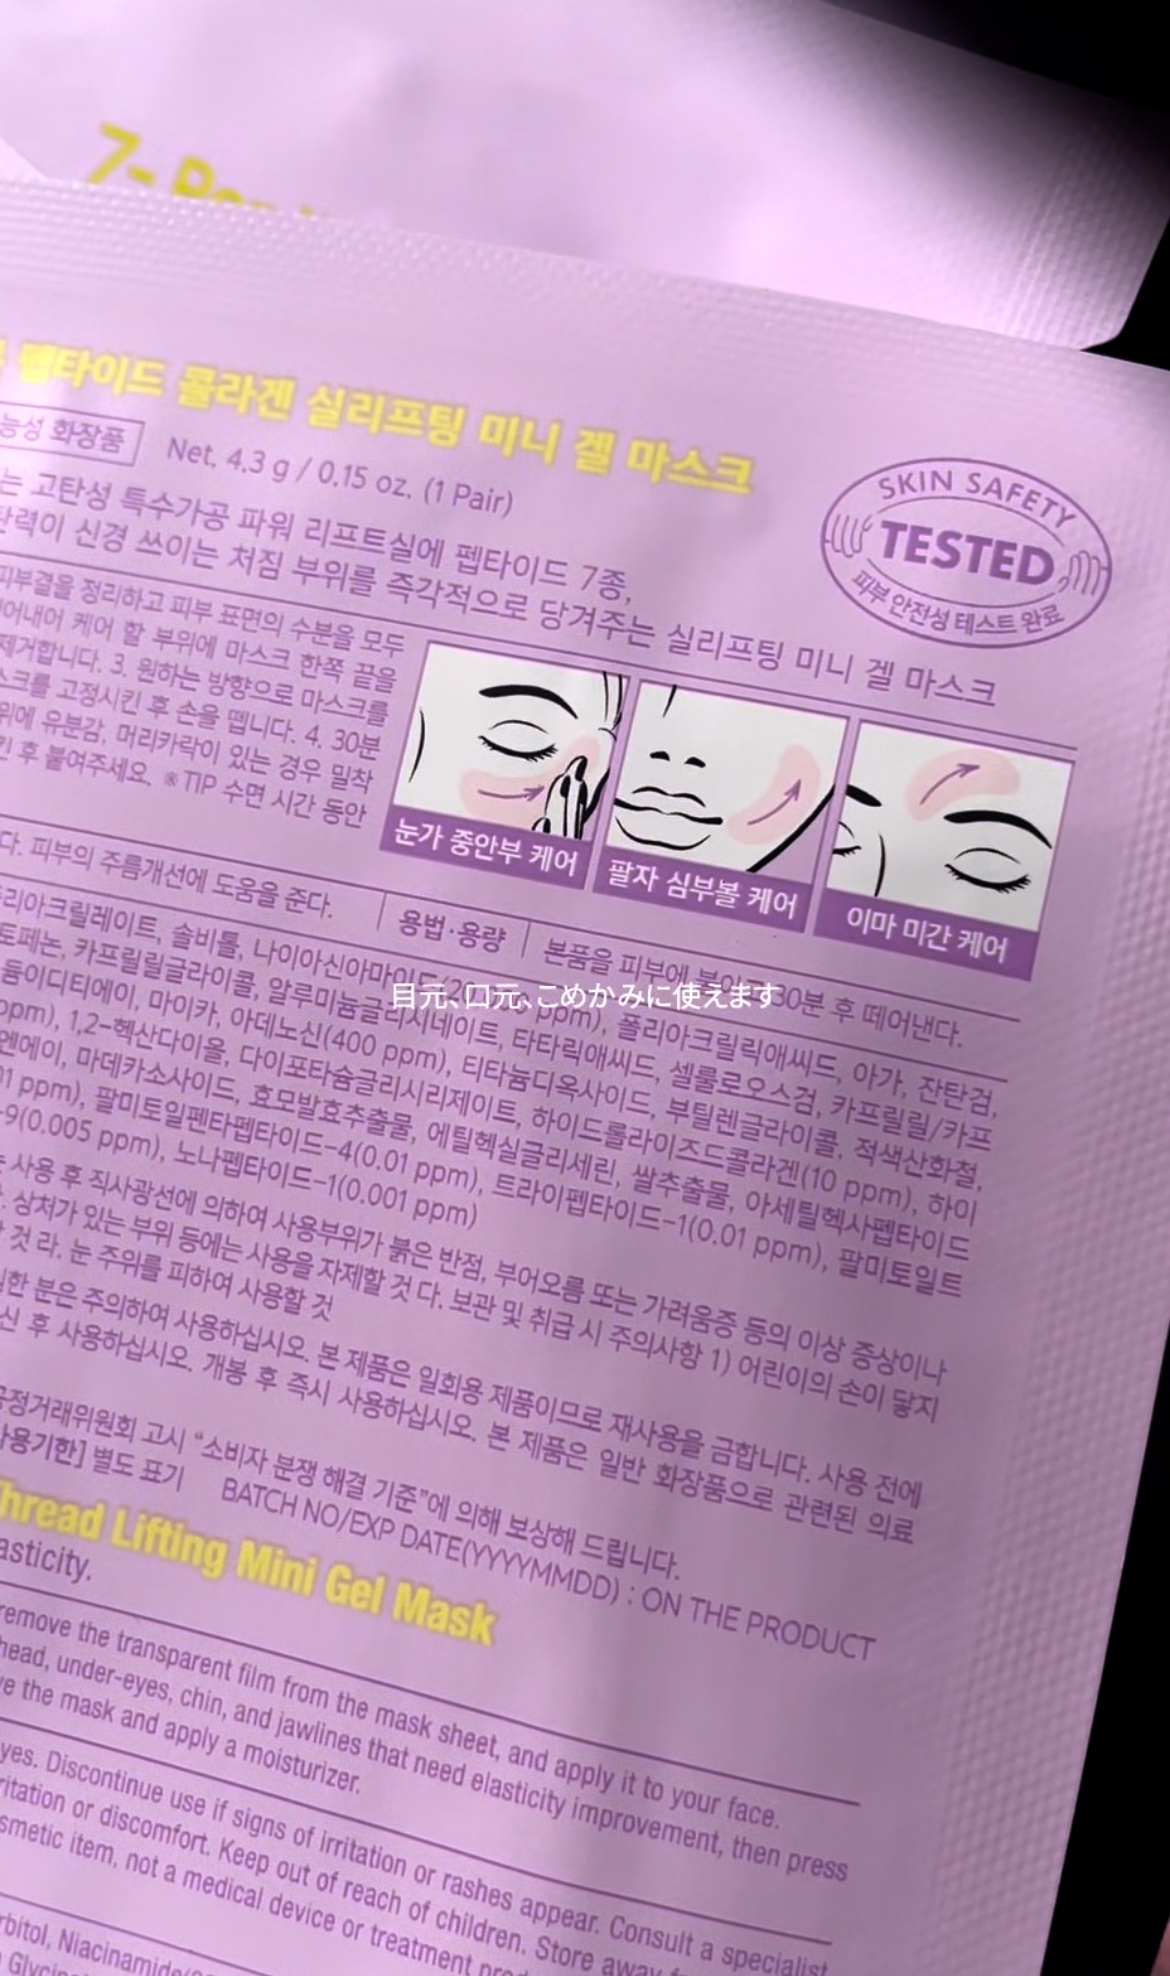 7-
펩타이드 콜라겐 실리프팅 미니 겔 마스크
능성 화장품
Net. 4.3 g / 0.15 oz. (1 Pair)
는 고탄성 특수가공 파워 리프트실에 펩타이드 7종,
탄력이 신경 쓰이는 처짐 부위를 즉각적으로 당겨주는 실리프팅 미니 겔 마스크
SKIN SAFETY
TESTED
피부 안전성 테스트 완료
피부결을 정리하고 피부 표면의 수분을 모두
어내어 케어 할 부위에 마스크 한쪽 끝을
제거합니다. 3. 원하는 방향으로 마스크를
스크를 고정시킨 후 손을 뗍니다. 4. 30분
위에 유분감, 머리카락이 있는 경우 밀착
킨 후 붙여주세요. ※TIP 수면 시간 동안
눈가 중안부 케어
팔자 심부볼 케어
이마 미간 케어
다. 피부의 주름개선에 도움을 준다.
용법·용량
본품을 피부에 30분 후 떼어낸다.
目元、口元、こめかみに使えます
리아크릴레이트, 솔비톨, 나이아신아마이드 ppm), 폴리아크릴릭애씨드, 아가, 잔탄검,
토페논, 카프릴릴글라이콜, 알루미늄글리시네이트, 타타릭애씨드, 셀룰로오스검, 카프릴릴/카프
듐이디티에이, 마이카, 아데노신(400 ppm), 티타늄디옥사이드, 부틸렌글라이콜, 적색산화철,
ppm), 1,2-헥산다이올, 다이포타슘글리시리제이트, 하이드롤라이즈드콜라겐(10 ppm), 하이
엔에이, 마데카소사이드, 효모발효추출물, 에틸헥실글리세린, 쌀추출물, 아세틸헥사펩타이드
01 ppm), 팔미토일펜타펩타이드-4(0.01 ppm), 트라이펩타이드-1(0.01 ppm), 팔미토일트
-9(0.005 ppm), 노나펩타이드-1(0.001 ppm)
사용 후 직사광선에 의하여 사용부위가 붉은 반점, 부어오름 또는 가려움증 등의 이상 증상이나
상처가 있는 부위 등에는 사용을 자제할 것 다. 보관 및 취급 시 주의사항 1) 어린이의 손이 닿지
것 라. 눈 주위를 피하여 사용할 것
한 분은 주의하여 사용하십시오. 본 제품은 일회용 제품이므로 재사용을 금합니다. 사용 전에
신 후 사용하십시오. 개봉 후 즉시 사용하십시오. 본 제품은 일반 화장품으로 관련된 의료
공정거래위원회 고시 "소비자 분쟁 해결 기준"에 의해 보상해 드립니다.
사용기한] 별도 표기 BATCH NO/EXP DATE(YYYYMMDD) : ON THE PRODUCT
Thread Lifting Mini Gel Mask
asticity.
remove the transparent film from the mask sheet, and apply it to your face.
head, under-eyes, chin, and jawlines that need elasticity improvement, then press
ve the mask and apply a moisturizer.
yes. Discontinue use if signs of irritation or rashes appear. Consult a specialist
ritation or discomfort. Keep out of reach of children. Store away
smetic item, not a medical device or treatment
rbitol, Niacinamide